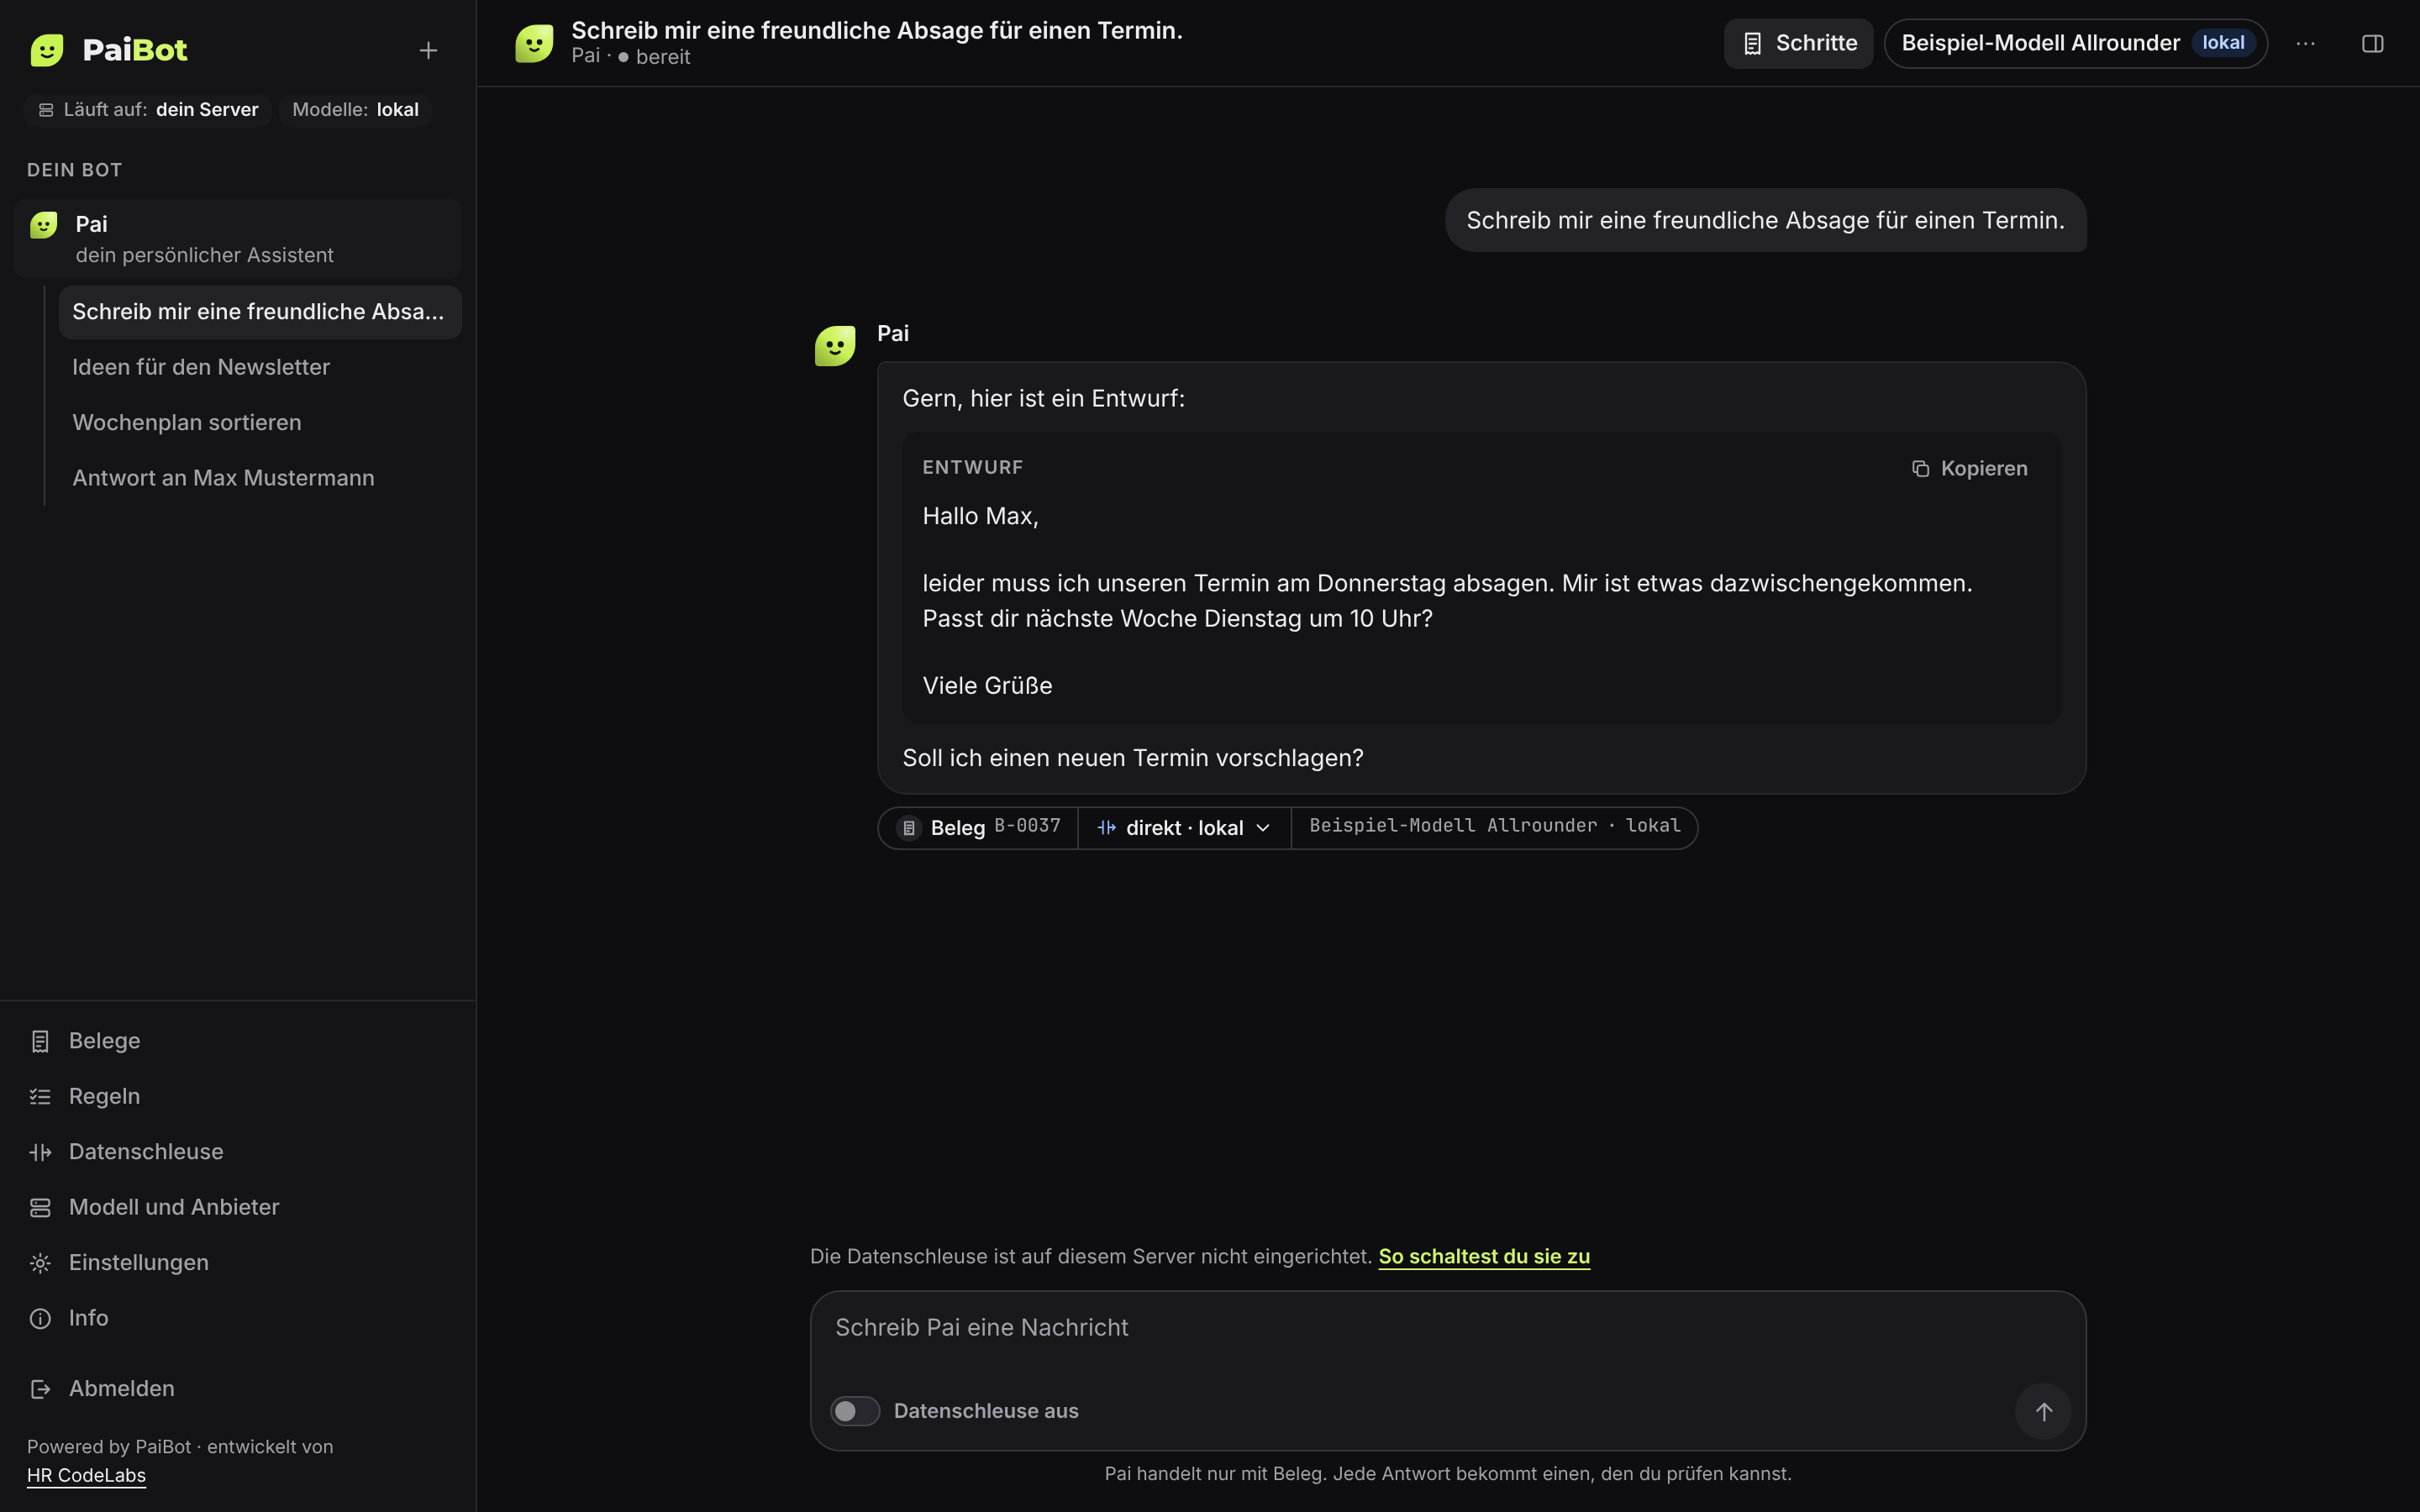 PaiBot
Läuft auf: dein Server
Modelle: lokal
DEIN BOT
Pai
dein persönlicher Assistent
Schreib mir eine freundliche Absa...
Ideen für den Newsletter
Wochenplan sortieren
Antwort an Max Mustermann
Belege
Regeln
Datenschleuse
Modell und Anbieter
Einstellungen
Info
Abmelden
Powered by PaiBot · entwickelt von
HR CodeLabs
Schreib mir eine freundliche Absage für einen Termin.
Pai · bereit
Schritte
Beispiel-Modell Allrounder lokal
Schreib mir eine freundliche Absage für einen Termin.
Pai
Gern, hier ist ein Entwurf:
ENTWURF
Kopieren
Hallo Max,
leider muss ich unseren Termin am Donnerstag absagen. Mir ist etwas dazwischengekommen.
Passt dir nächste Woche Dienstag um 10 Uhr?
Viele Grüße
Soll ich einen neuen Termin vorschlagen?
Beleg B-0037
direkt · lokal
Beispiel-Modell Allrounder · lokal
Die Datenschleuse ist auf diesem Server nicht eingerichtet. So schaltest du sie zu
Schreib Pai eine Nachricht
Datenschleuse aus
Pai handelt nur mit Beleg. Jede Antwort bekommt einen, den du prüfen kannst.